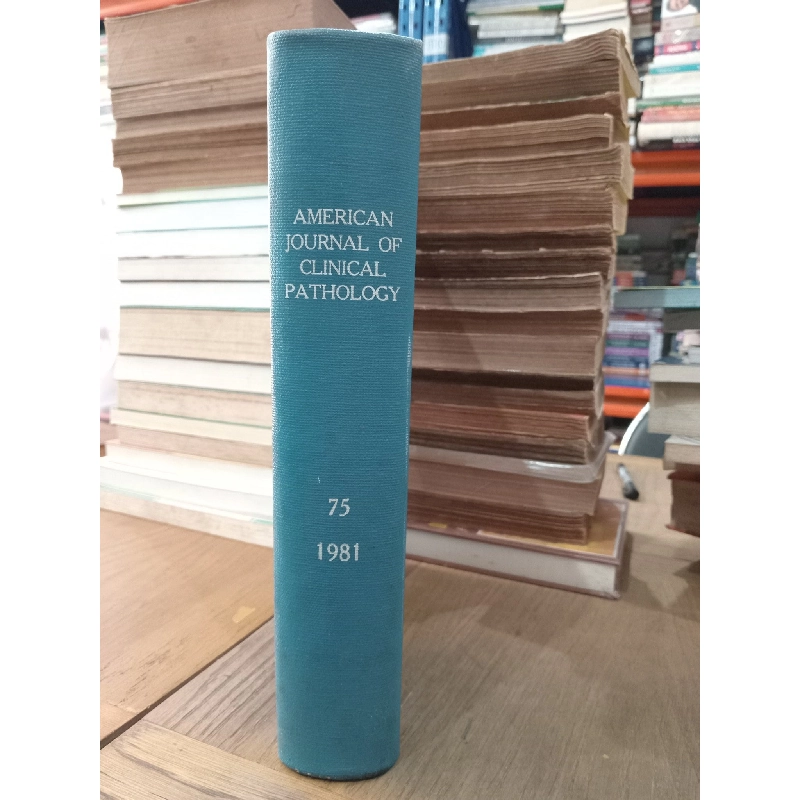 AMERICAN
JOURNAL OF
CLINICAL
PATHOLOGY
75
1981